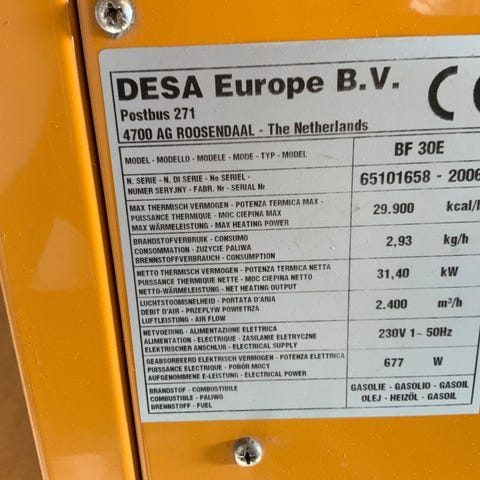 DESA Europe B.V.
CE
Postbus 271
4700 AG ROOSENDAAL - The Netherlands
MODEL - MODELLO - MODELE - MODE - TYP - MODEL BF 30E
N. SERIE - N. DI SERIE - No SERIEL -
NUMER SERYJNY - FABR. Nr - SERIAL Nr 65101658 - 2006
MAX THERMISCH VERMOGEN - POTENZA TERMICA MAX -
PUISSANCE THERMIQUE - MOC CIEPINA MAX 29.900 kcal/
MAX WÄRMELEISTUNG - MAX HEATING POWER
BRANDSTOFVERBRUIK - CONSUMO
CONSOMMATION - ZUZYCIE PALIWA 2,93 kg/h
BRENNSTOFFVERBRAUCH - CONSUMPTION
NETTO THERMISCH VERMOGEN - POTENZA TERMICA NETTA
PUISSANCE THERMIQUE NETTE - MOC CIEPINA NETTA 31,40 kW
NETTO-WÄRMELEISTUNG - NET HEATING OUTPUT
LUCHTSTOOMSNELHEID - PORTATA D'ARIA
DEBIT D'AIR - PRZEPLYW POWIETRZA 2.400 m³/h
LUFTLEISTUNG - AIR FLOW
NETVOEDING - ALIMENTAZIONE ELETTRICA
ALIMENTATION - ELECTRIQUE - ZASILANIE ELETRYCZNE 230V 1~ 50Hz
ELEKTRISCHER ANSCHLUB - ELECTRICAL SUPPLY
GEABSORBEERD ELEKTRISCH VERMOGEN - POTENZA ELETTRICA
PUISSANCE ELECTRIQUE - POBÓR MOCY 677 W
AUFGENOMMENE E-LEISTUNG - ELECTRICAL POWER
BRANDSTOF - COMBUSTIBILE GASOLIE - GASOLIO - GASOIL
COMBUSTIBLE - PALIWO OLEJ - HEIZÖL - GASOIL
BRENNSTOFF - FUEL